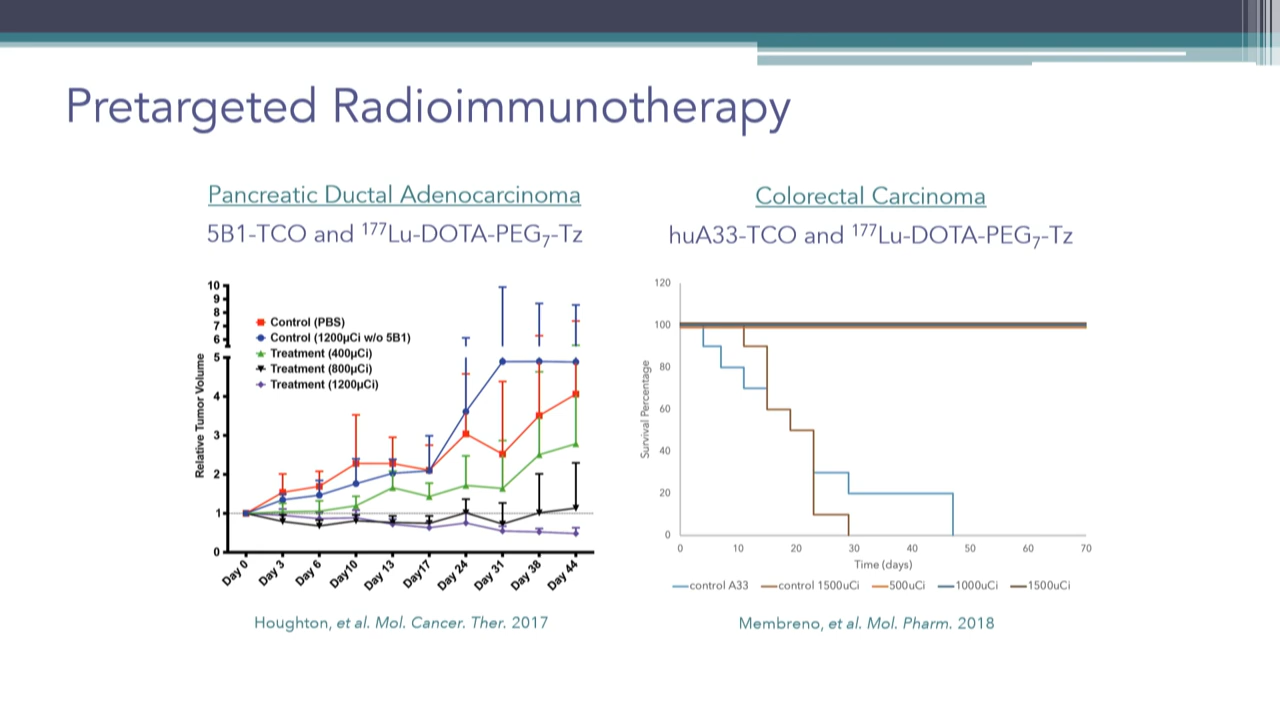 Pretargeted Radioimmunotherapy
Pancreatic Ductal Adenocarcinoma
5B1-TCO and ¹⁷⁷Lu-DOTA-PEG₇-Tz
10
9
8
7
6
5
4
3
2
1
0
Relative Tumor Volume
Control (PBS)
Control (1200µCi w/o 5B1)
Treatment (400µCi)
Treatment (800µCi)
Treatment (1200µCi)
Day 0
Day 3
Day 6
Day10
Day 13
Day17
Day 24
Day 31
Day 38
Day 44
Houghton, et al. Mol. Cancer. Ther. 2017
Colorectal Carcinoma
huA33-TCO and ¹⁷⁷Lu-DOTA-PEG₇-Tz
120
100
80
60
40
20
0
Survival Percentage
0 10 20 30 40 50 60 70
Time (days)
control A33 control 1500uCi 500uCi 1000uCi 1500uCi
Membreno, et al. Mol. Pharm. 2018